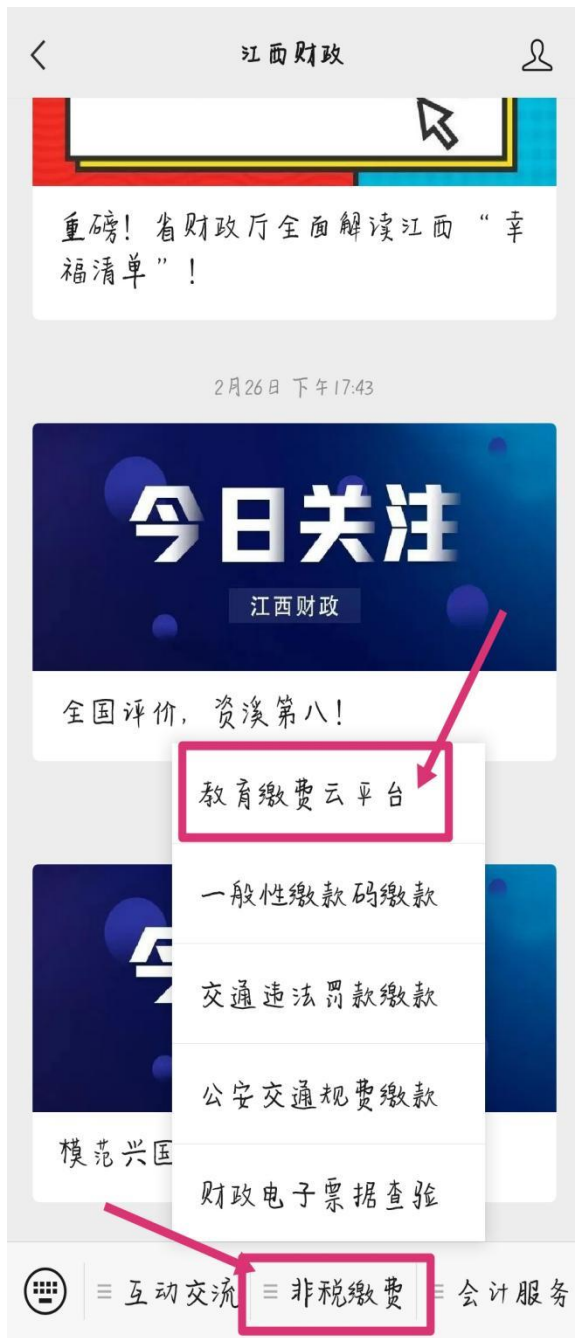 江西财政
重磅！省财政厅全面解读江西“幸
福清单”！
2月26日 下午17:43
今日关注
江西财政
全国评价，资溪第八！
教育缴费云平台
一般性缴款码缴款
交通违法罚款缴款
公安交通规费缴款
财政电子票据查验
今
模范兴国
互动交流
非税缴费
会计服务